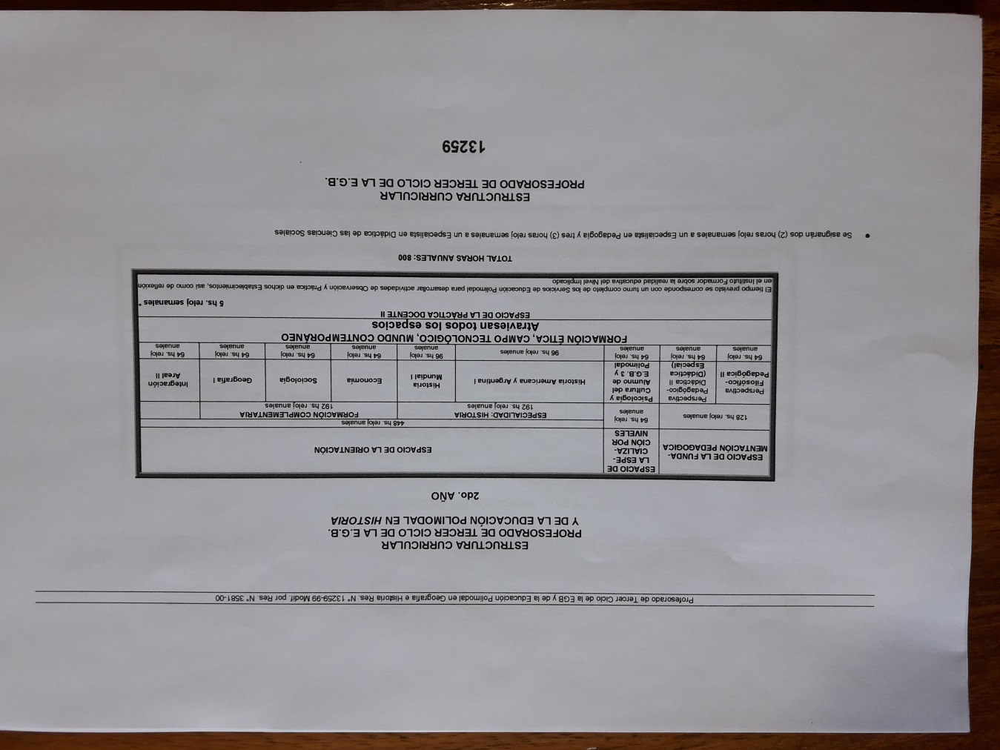 Profesorado de Tercer Ciclo de la EGB y de la Educación Polimodal en Geografía e Historia Res. N° 13259-99 Modif. por Res. N° 3581-00
ESTRUCTURA CURRICULAR
PROFESORADO DE TERCER CICLO DE LA E.G.B.
Y DE LA EDUCACIÓN POLIMODAL EN HISTORIA
2do. AÑO
ESPACIO DE LA FUNDA-
MENTACIÓN PEDAGOGICA
ESPACIO DE
LA ESPE-
CIALIZA-
CIÓN POR
NIVELES
ESPACIO DE LA ORIENTACIÓN
128 hs. reloj anuales
64 hs. reloj
anuales
448 hs. reloj anuales
ESPECIALIDAD: HISTORIA
192 hs. reloj anuales
FORMACIÓN COMPLEMENTARIA
192 hs. reloj anuales
Perspectiva
Filosófico-
Pedagógica II
Perspectiva
Pedagógico-
Didáctica II
(Didáctica
Especial)
Psicología y
Cultura del
Alumno de
E.G.B. 3 y
Polimodal
Historia Americana y Argentina I
Historia
Mundial I
Economía
Sociología
Geografía I
Integración
Areal II
64 hs. reloj
anuales
64 hs. reloj
anuales
64 hs. reloj
anuales
96 hs. reloj anuales
96 hs. reloj
anuales
64 hs. reloj
anuales
64 hs. reloj
anuales
64 hs. reloj
anuales
64 hs. reloj
anuales
FORMACIÓN ÉTICA, CAMPO TECNOLÓGICO, MUNDO CONTEMPORÁNEO
Atraviesan todos los espacios
ESPACIO DE LA PRÁCTICA DOCENTE II
5 hs. reloj semanales *
El tiempo previsto se corresponde con un turno completo de los Servicios de Educación Polimodal para desarrollar actividades de Observación y Práctica en dichos Establecimientos, así como de reflexión
en el Instituto Formador sobre la realidad educativa del Nivel Implicado
TOTAL HORAS ANUALES: 800
• Se asignarán dos (2) horas reloj semanales a un Especialista en Pedagogía y tres (3) horas reloj semanales a un Especialista en Didáctica de las Ciencias Sociales
ESTRUCTURA CURRICULAR
PROFESORADO DE TERCER CICLO DE LA E.G.B.
13259